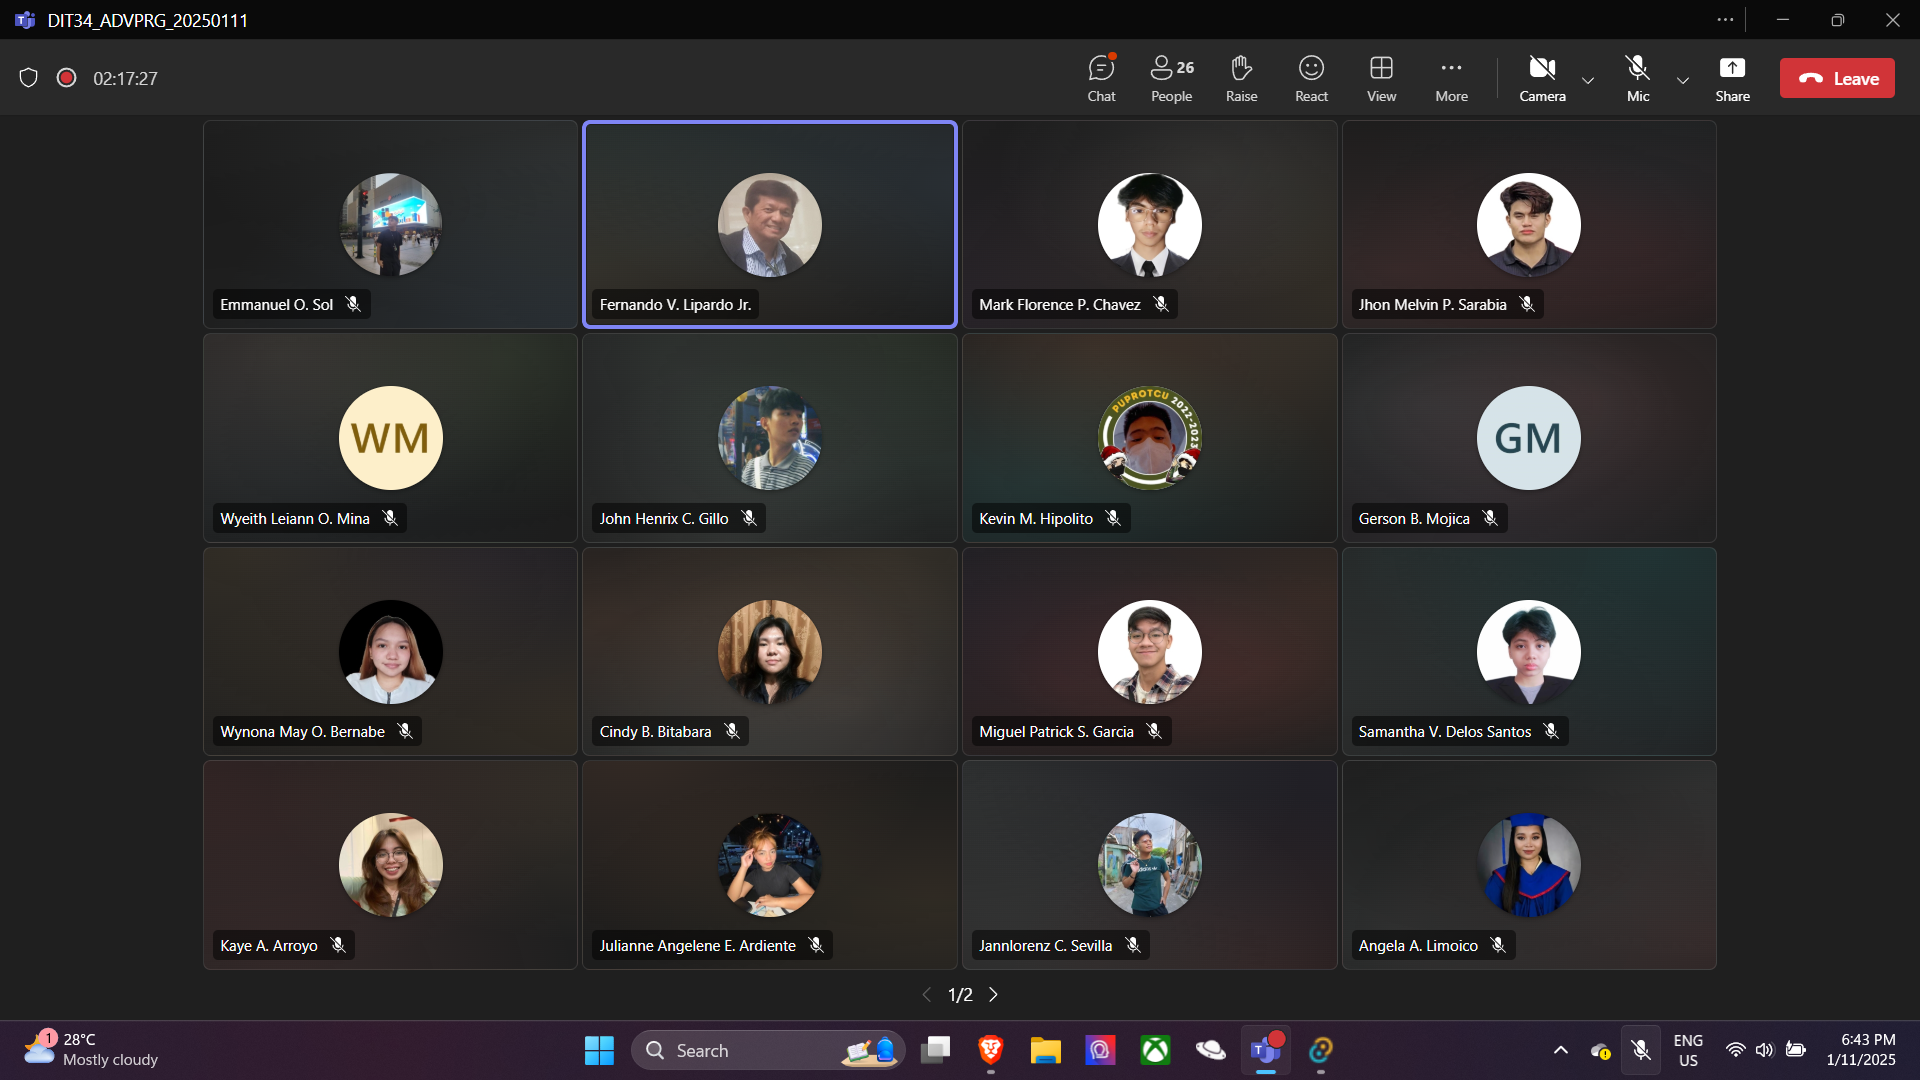 DIT34_ADVPRG_20250111
02:17:27
Chat
26
People
Raise
React
View
More
Camera
Mic
Share
Leave
Emmanuel O. Sol
Fernando V. Lipardo Jr.
Mark Florence P. Chavez
Jhon Melvin P. Sarabia
WM
PUPROTCU 2022-2023
GM
Wyeith Leiann O. Mina
John Henrix C. Gillo
Kevin M. Hipolito
Gerson B. Mojica
Wynona May O. Bernabe
Cindy B. Bitabara
Miguel Patrick S. Garcia
Samantha V. Delos Santos
Kaye A. Arroyo
Julianne Angelene E. Ardiente
Jannlorenz C. Sevilla
Angela A. Limoico
1/2
1
28°C
Mostly cloudy
Search
ENG
US
6:43 PM
1/11/2025